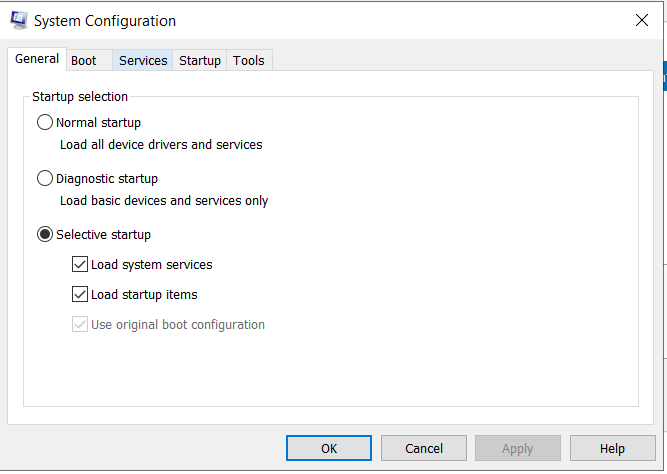 System Configuration
General Boot Services Startup Tools
Startup selection
Normal startup
Load all device drivers and services
Diagnostic startup
Load basic devices and services only
Selective startup
Load system services
Load startup items
Use original boot configuration
OK Cancel Apply Help